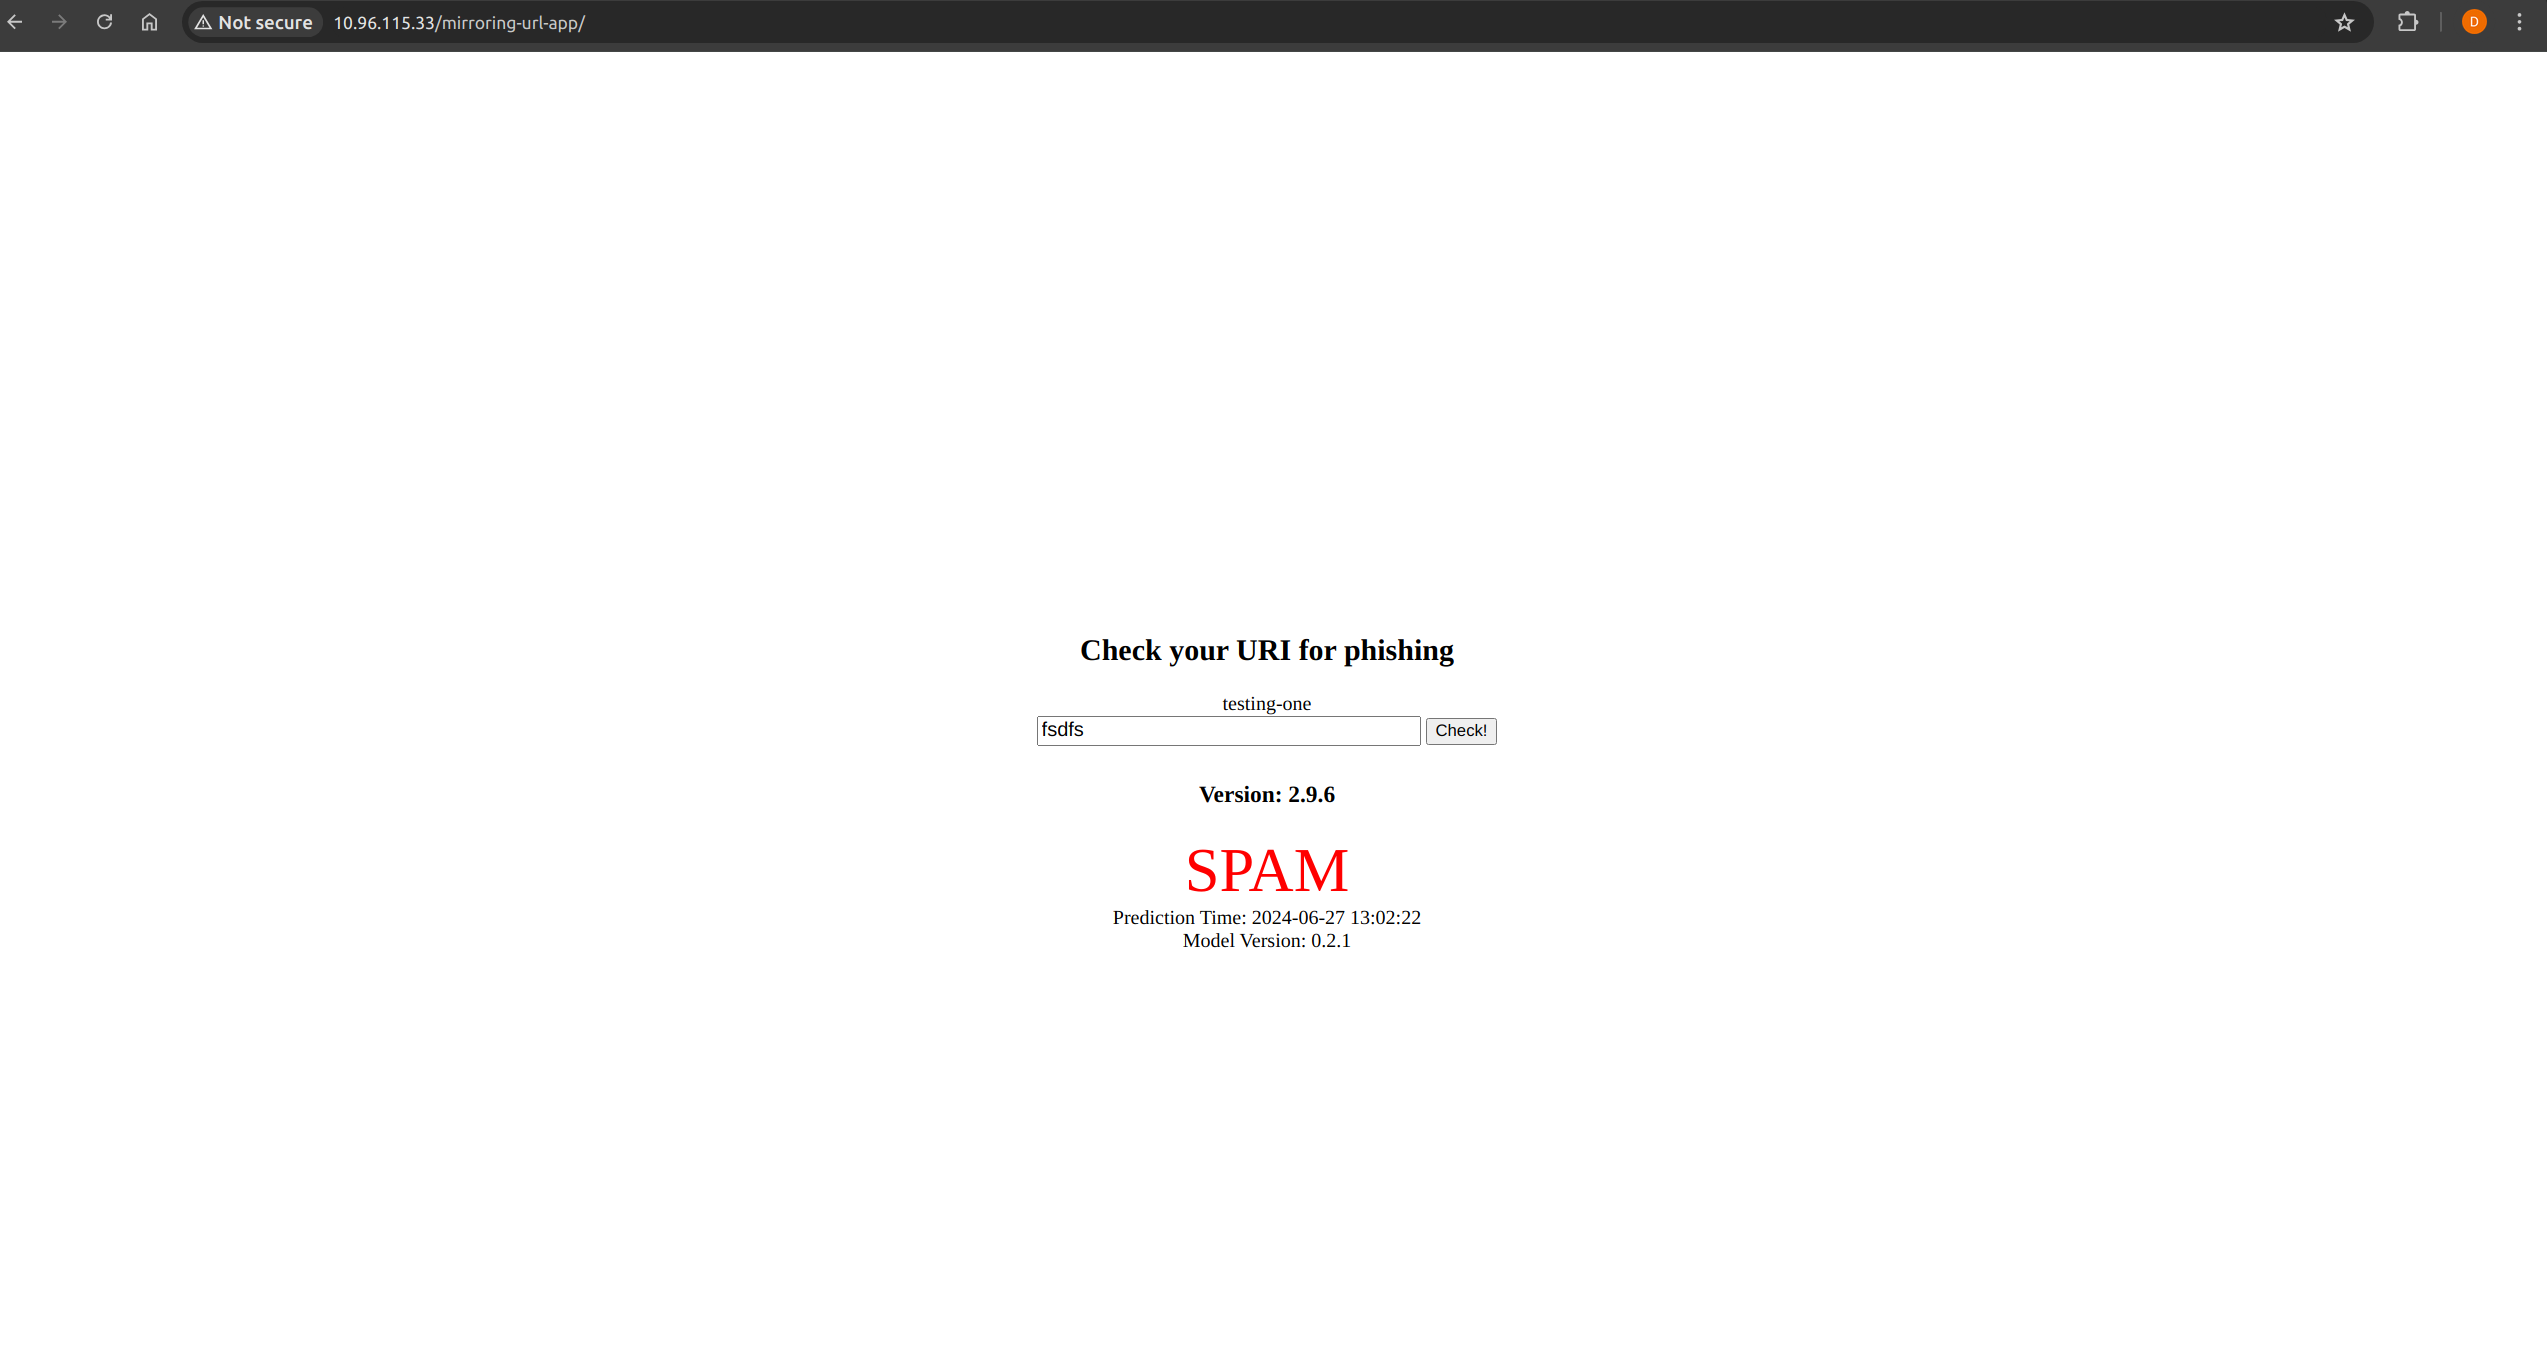 Not secure 10.96.115.33/mirroring-url-app/ D
Check your URI for phishing
testing-one
fsdfs Check!
Version: 2.9.6
SPAM
Prediction Time: 2024-06-27 13:02:22
Model Version: 0.2.1